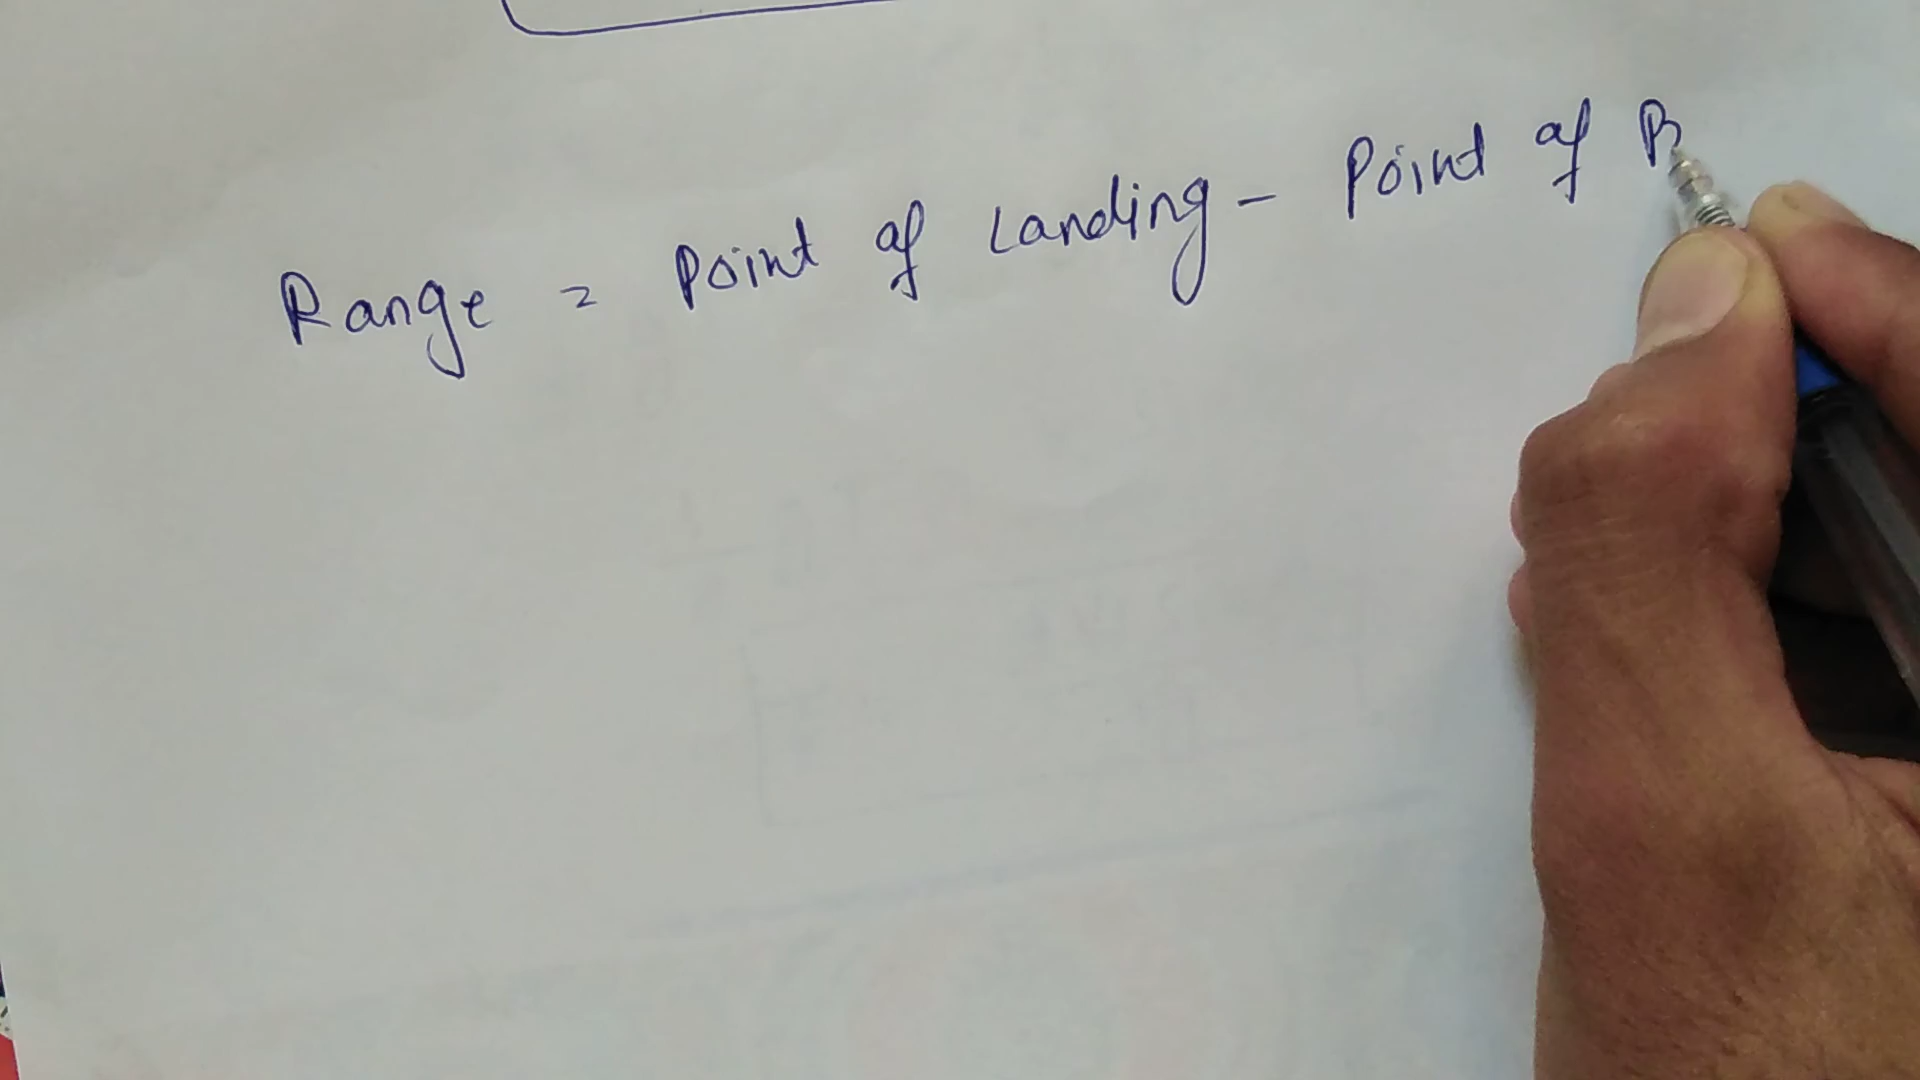 Range = Point of Landing - Point of P